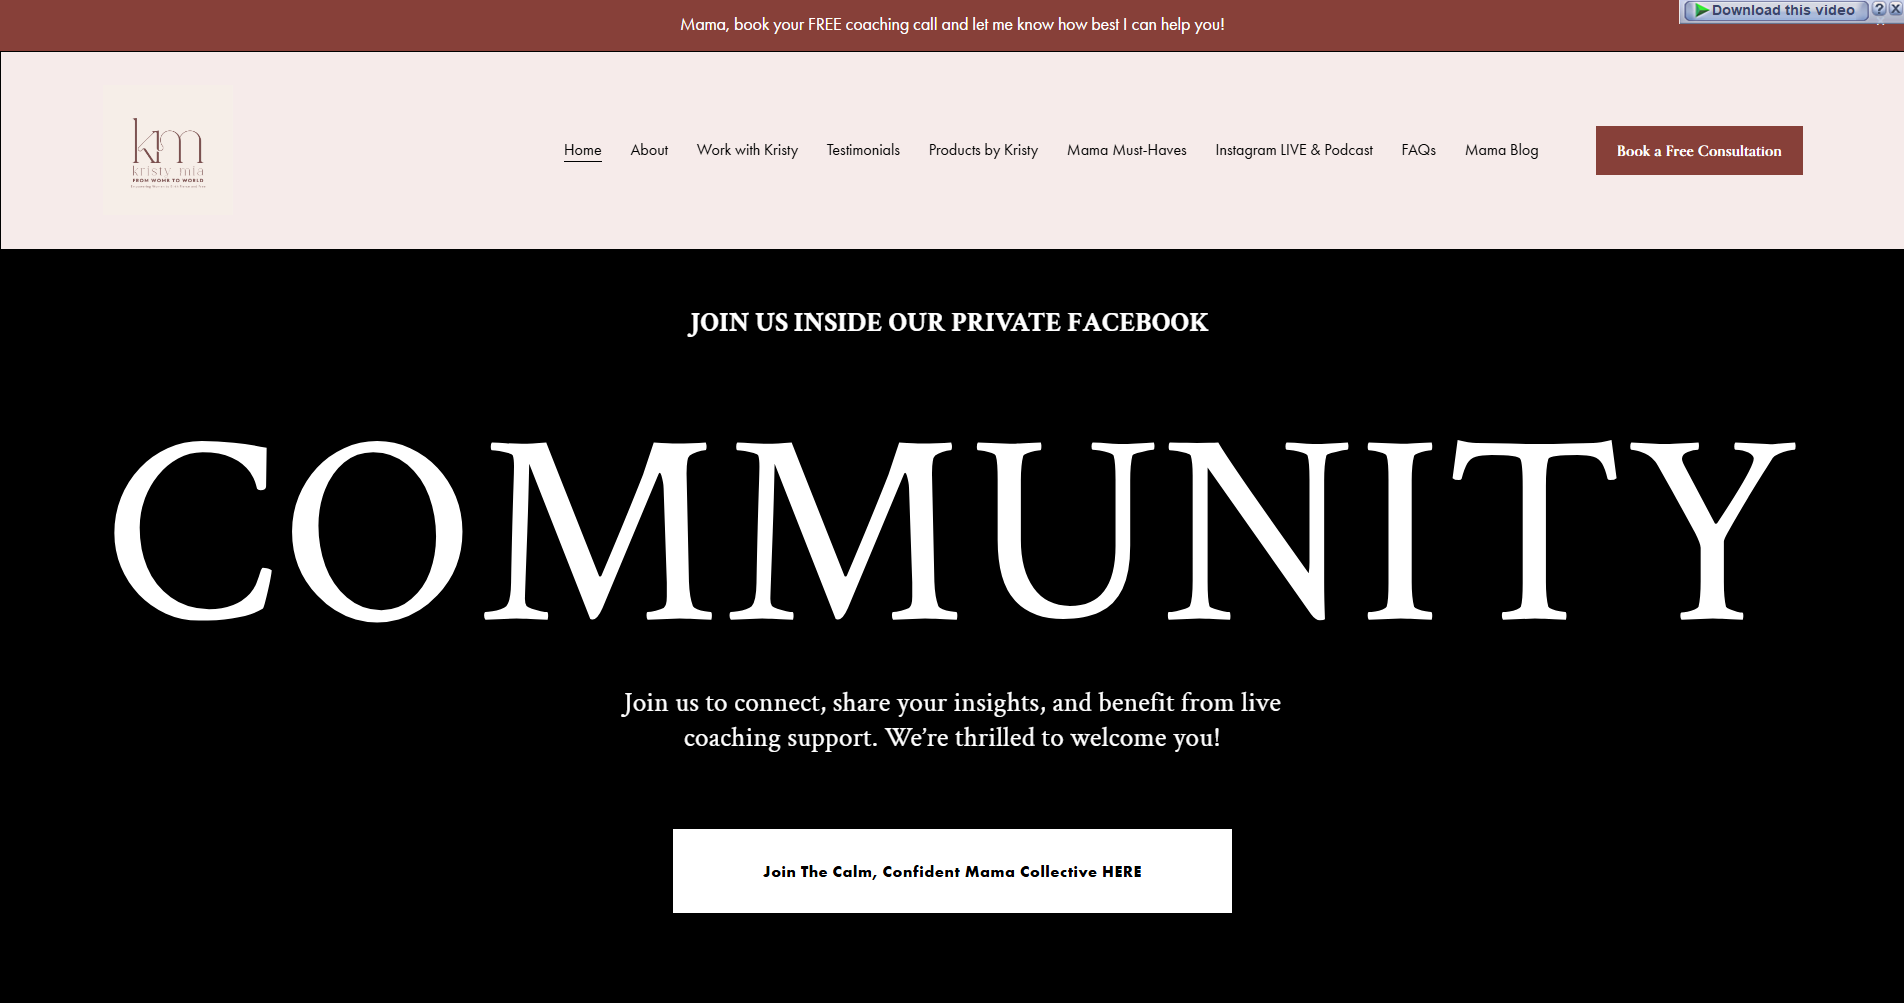 Mama, book your FREE coaching call and let me know how best I can help you!
Download this video
km
kristy mia
FROM WOMB TO WORLD
Home About Work with Kristy Testimonials Products by Kristy Mama Must-Haves Instagram LIVE & Podcast FAQs Mama Blog
Book a Free Consultation
JOIN US INSIDE OUR PRIVATE FACEBOOK
COMMUNITY
Join us to connect, share your insights, and benefit from live
coaching support. We’re thrilled to welcome you!
Join The Calm, Confident Mama Collective HERE